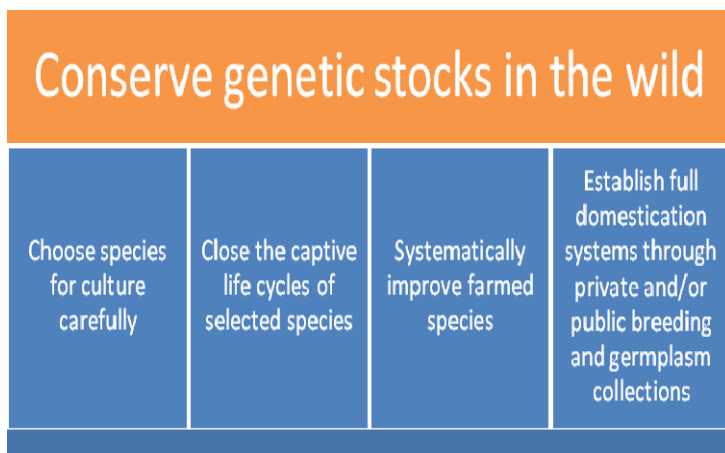 Conserve genetic stocks in the wild
Choose species
for culture
carefully
Close the captive
life cycles of
selected species
Systematically
improve farmed
species
Establish full
domestication
systems through
private and/or
public breeding
and germplasm
collections